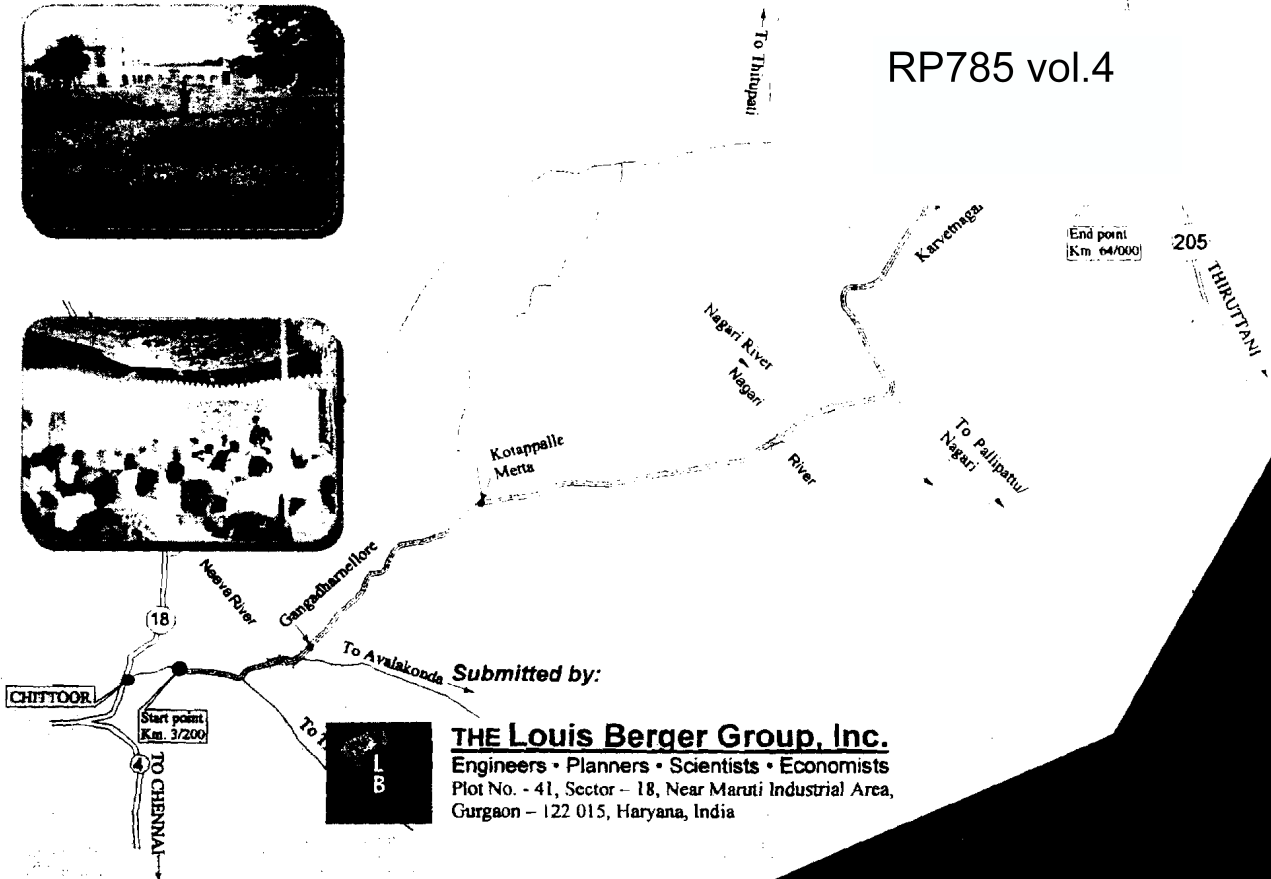 To Thitupati
RP785 vol.4
Karvetnagar
End point
Km 64/000
205
THIRUTTANI
Nagari River
Nagari
River
To Pallipattu/
Nagari
Kotappalle
Metta
Neeva River
Gangadharnellore
18
To Avalakonda
CHITTOOR
Start point
Km. 3/200
4
TO CHENNAI
To
Submitted by:
L
B
THE Louis Berger Group, Inc.
Engineers • Planners • Scientists • Economists
Plot No. - 41, Sector – 18, Near Maruti Industrial Area,
Gurgaon – 122 015, Haryana, India